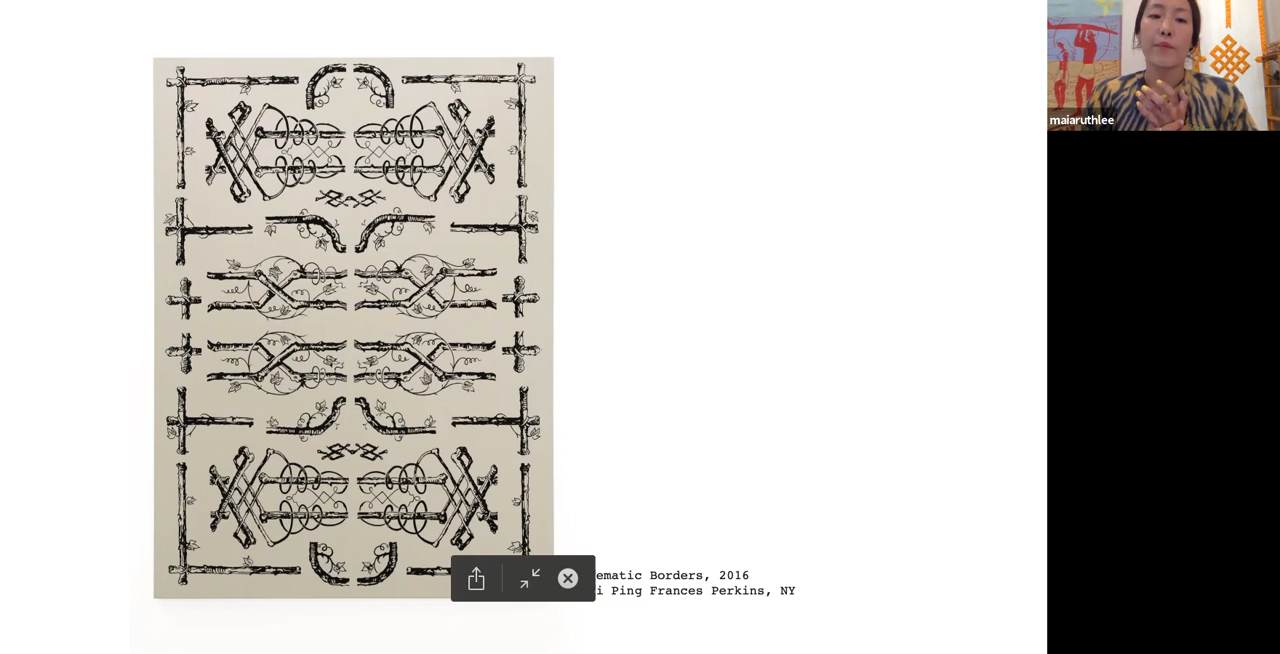 maiaruthlee
ematic Borders, 2016
i Ping Frances Perkins, NY